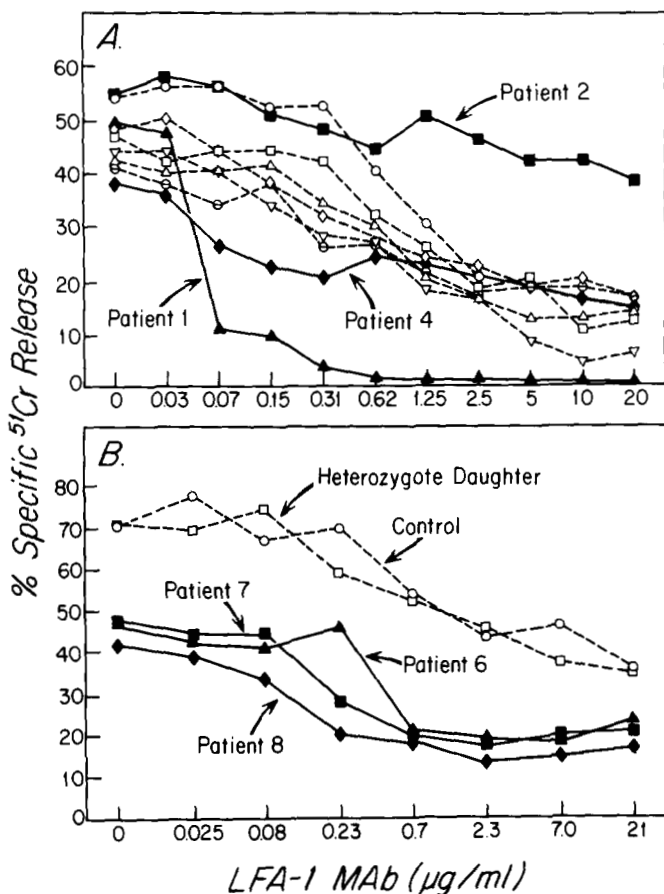 A.
60
50
40
30
20
10
0
Patient 2
Patient 1
Patient 4
0 0.03 0.07 0.15 0.31 0.62 1.25 2.5 5 10 20
% Specific ⁵¹Cr Release
B.
80
70
60
50
40
30
20
10
0
Heterozygote Daughter
Control
Patient 7
Patient 6
Patient 8
0 0.025 0.08 0.23 0.7 2.3 7.0 21
LFA-1 MAb (µg/ml)